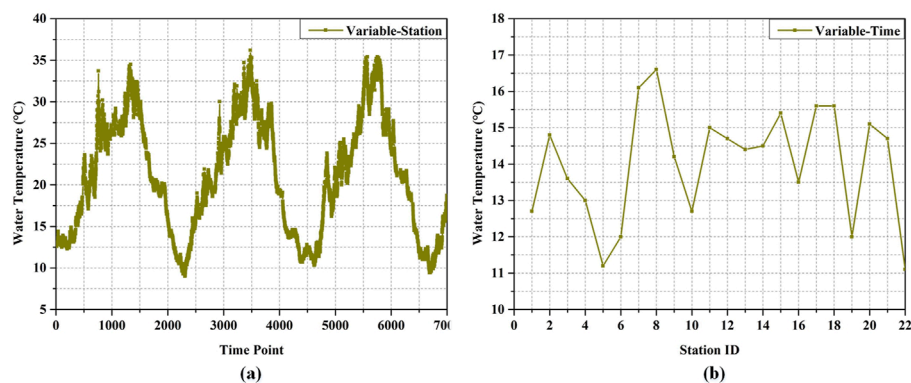 40
35
30
25
20
15
10
5
Water Temperature (°C)
Variable-Station
0 1000 2000 3000 4000 5000 6000 700
Time Point
(a)
18
17
16
15
14
13
12
11
10
Water Temperature (°C)
Variable-Time
0 2 4 6 8 10 12 14 16 18 20 22
Station ID
(b)